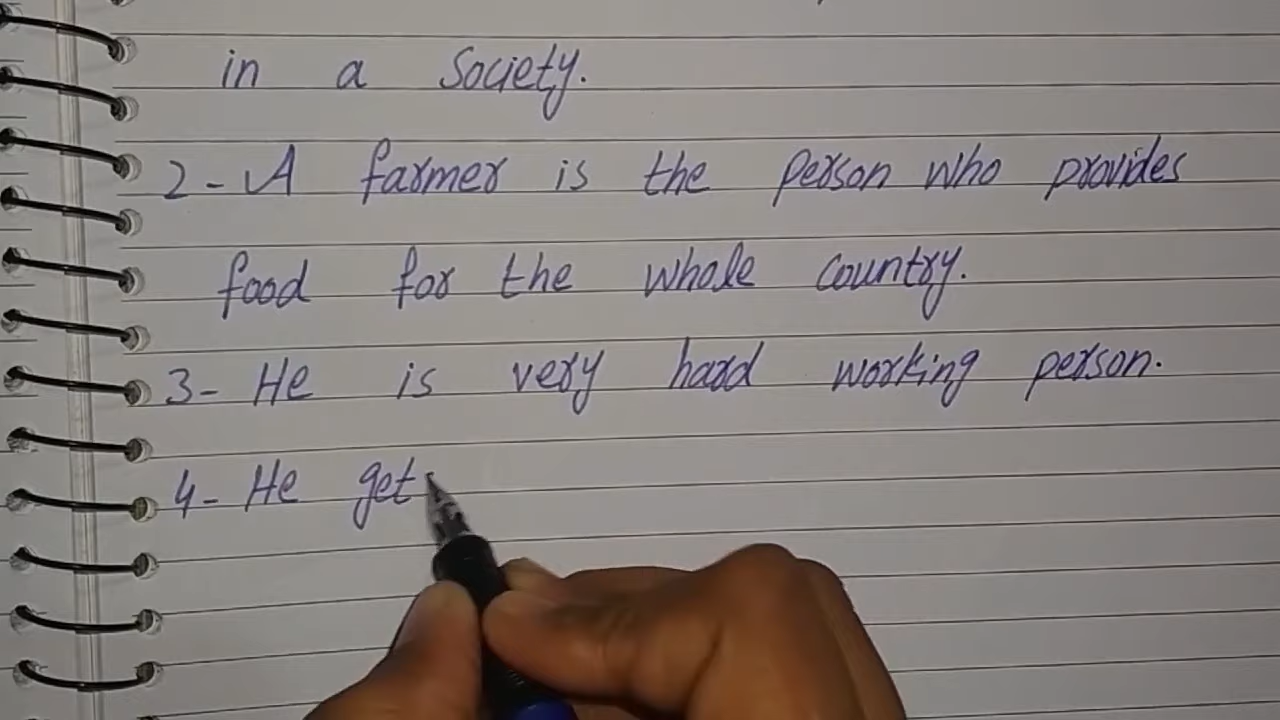 in a Society.
2- A farmer is the person who provides
food for the whole country.
3- He is very hard working person.
4- He get